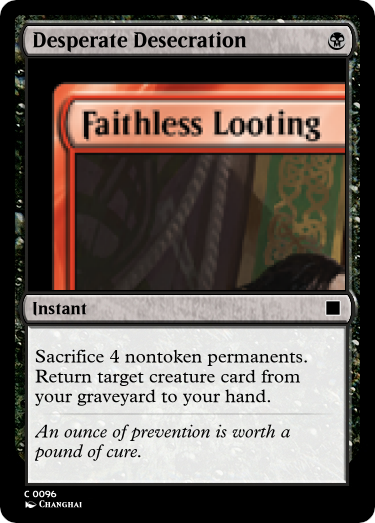 Desperate Desecration
Faithless Looting
Instant
Sacrifice 4 nontoken permanents.
Return target creature card from
your graveyard to your hand.
An ounce of prevention is worth a
pound of cure.
C 0096
Changhai